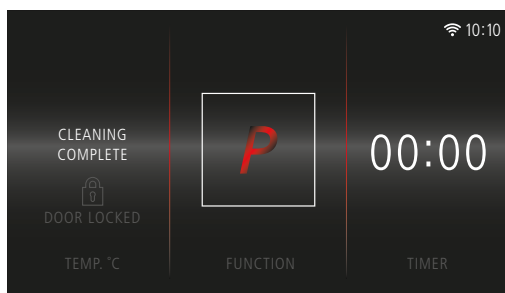 10:10
CLEANING
COMPLETE
DOOR LOCKED
P
00:00
TEMP. °C
FUNCTION
TIMER